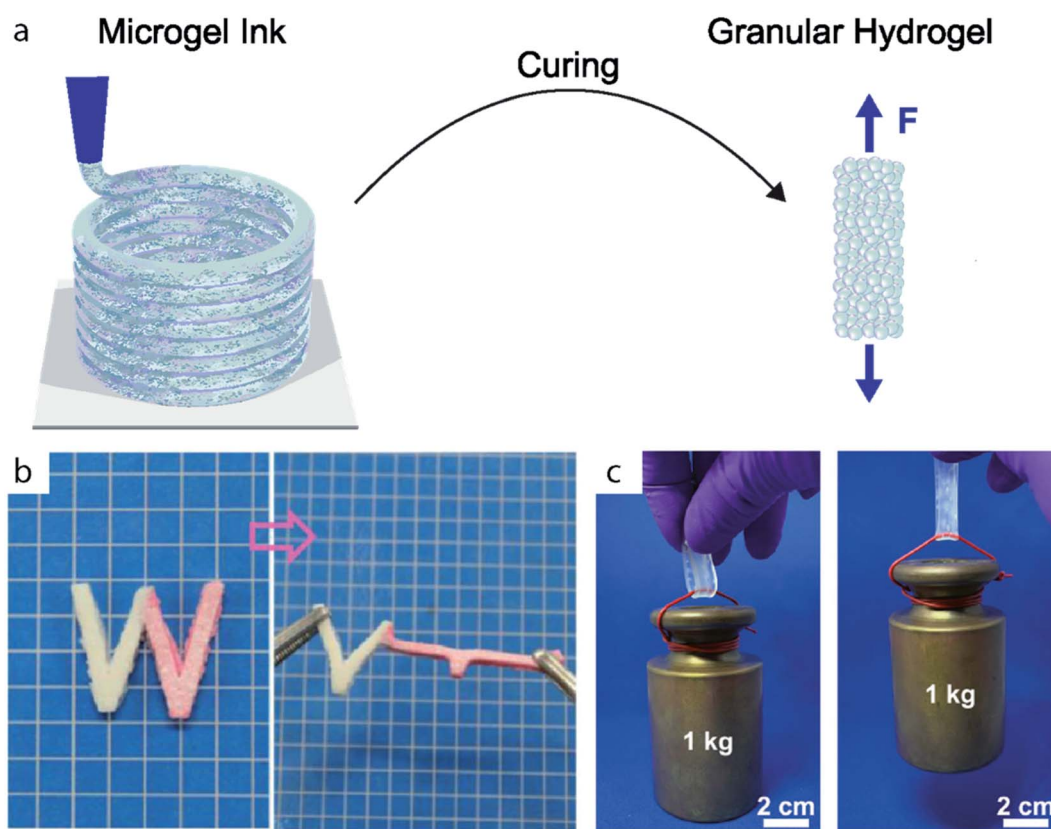 a
Microgel Ink
Curing
Granular Hydrogel
F
b
c
1 kg
2 cm
1 kg
2 cm